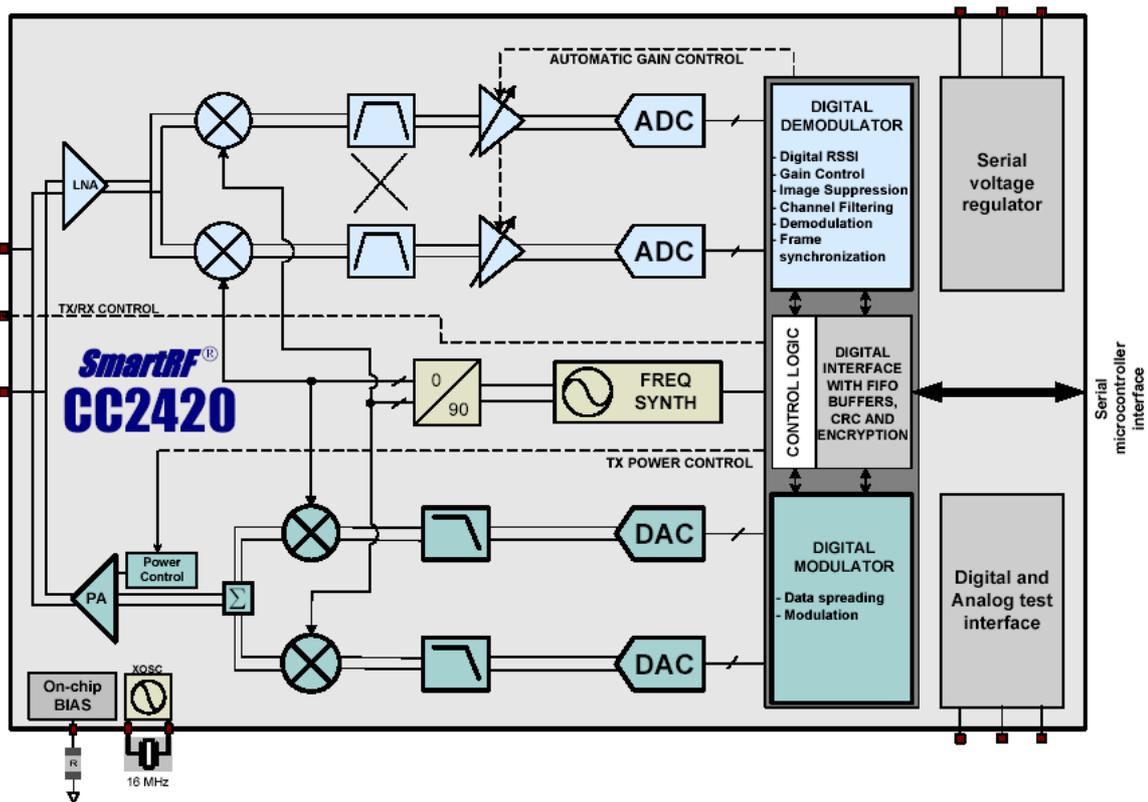 AUTOMATIC GAIN CONTROL
LNA
ADC
ADC
DIGITAL
DEMODULATOR
- Digital RSSI
- Gain Control
- Image Suppression
- Channel Filtering
- Demodulation
- Frame
synchronization
Serial
voltage
regulator
TX/RX CONTROL
SmartRF®
CC2420
0
90
FREQ
SYNTH
CONTROL LOGIC
DIGITAL
INTERFACE
WITH FIFO
BUFFERS,
CRC AND
ENCRYPTION
Serial
microcontroller
interface
TX POWER CONTROL
Power
Control
PA
Σ
DAC
DAC
DIGITAL
MODULATOR
- Data spreading
- Modulation
Digital and
Analog test
interface
On-chip
BIAS
XOSC
R
16 MHz